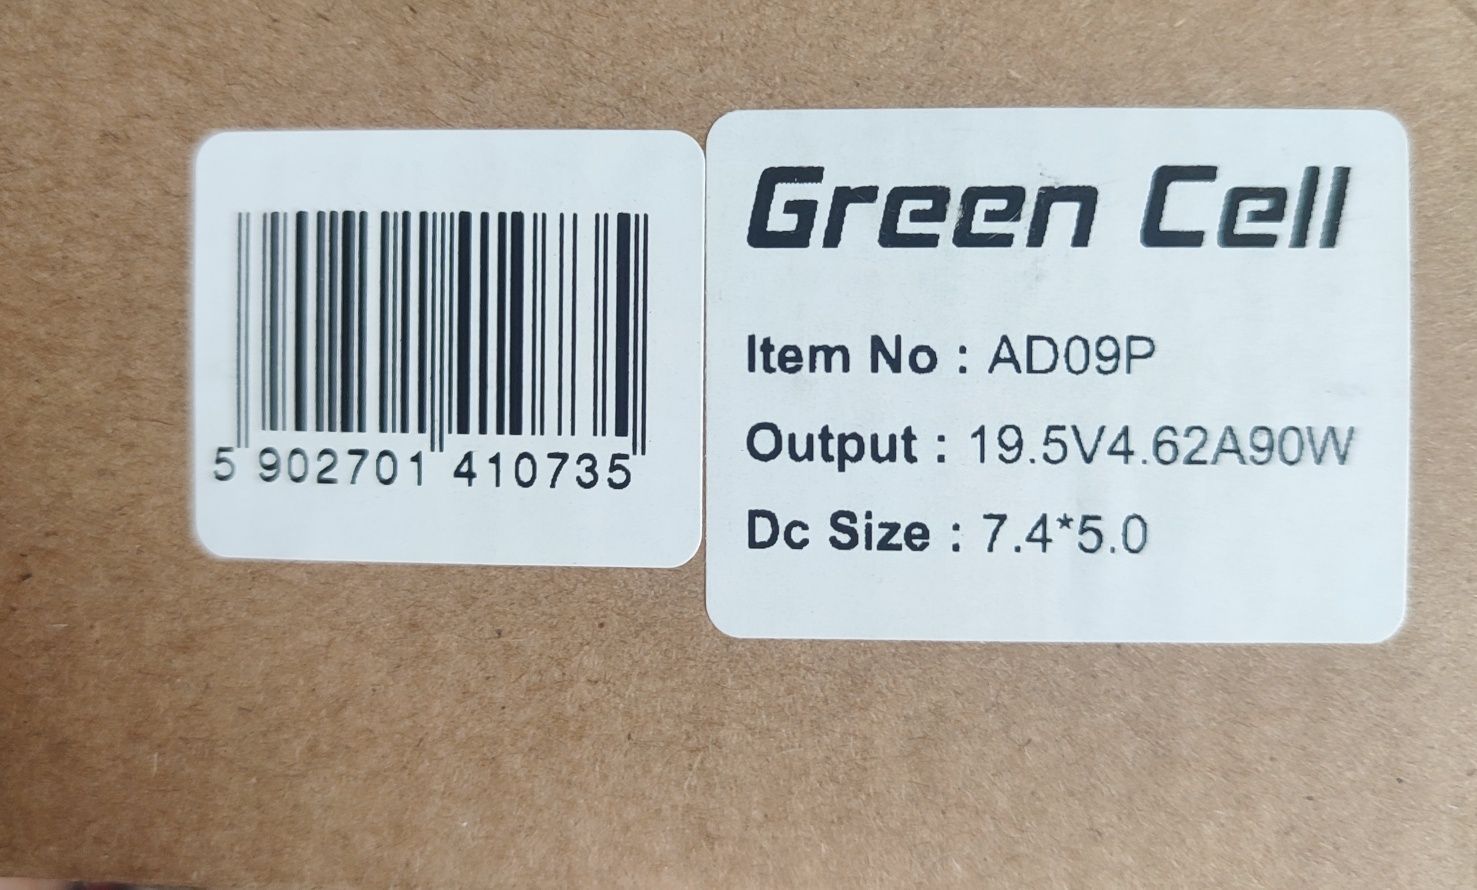 5 902701 410735
Green Cell
Item No : AD09P
Output : 19.5V4.62A90W
Dc Size : 7.4*5.0